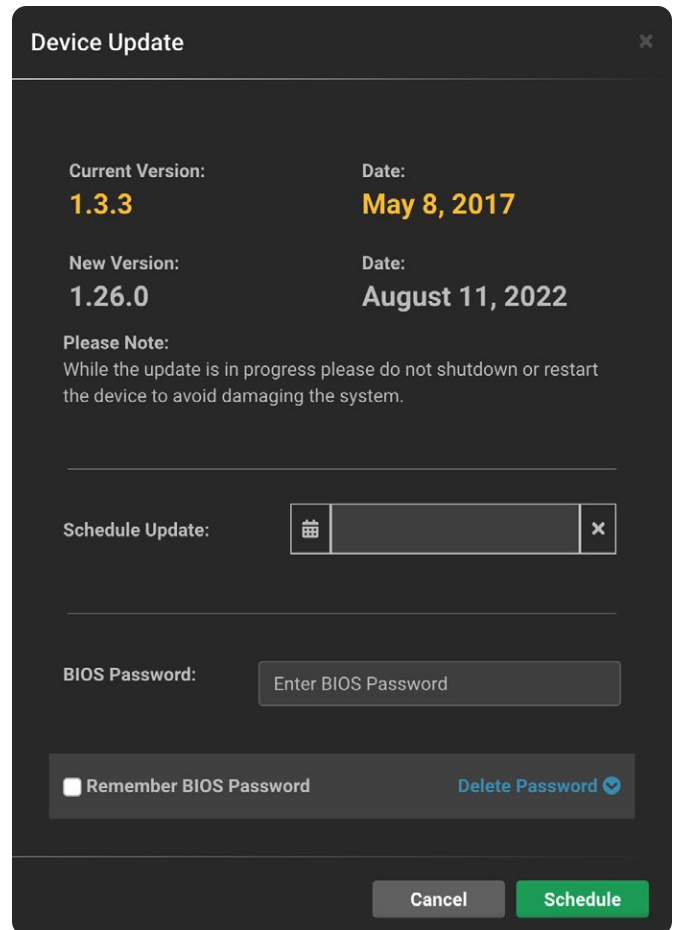 Device Update
Current Version: Date:
1.3.3 May 8, 2017
New Version: Date:
1.26.0 August 11, 2022
Please Note:
While the update is in progress please do not shutdown or restart
the device to avoid damaging the system.
Schedule Update:
BIOS Password: Enter BIOS Password
Remember BIOS Password Delete Password
Cancel Schedule